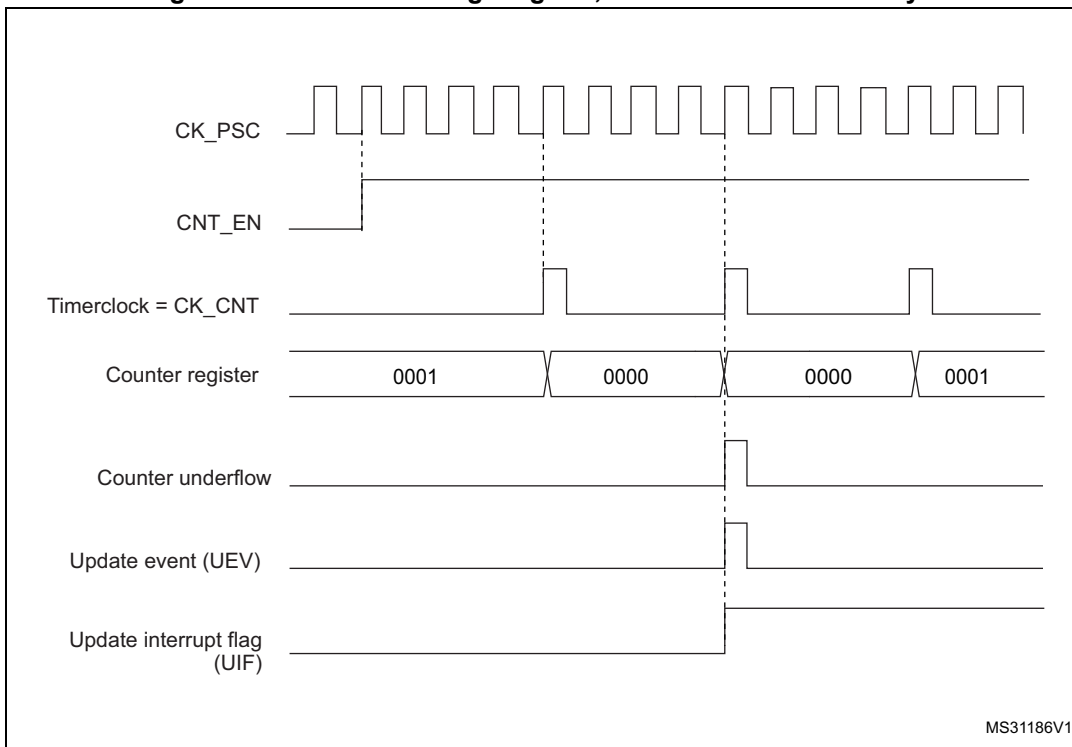 CK_PSC
CNT_EN
Timerclock = CK_CNT
Counter register
0001
0000
0000
0001
Counter underflow
Update event (UEV)
Update interrupt flag
(UIF)
MS31186V1